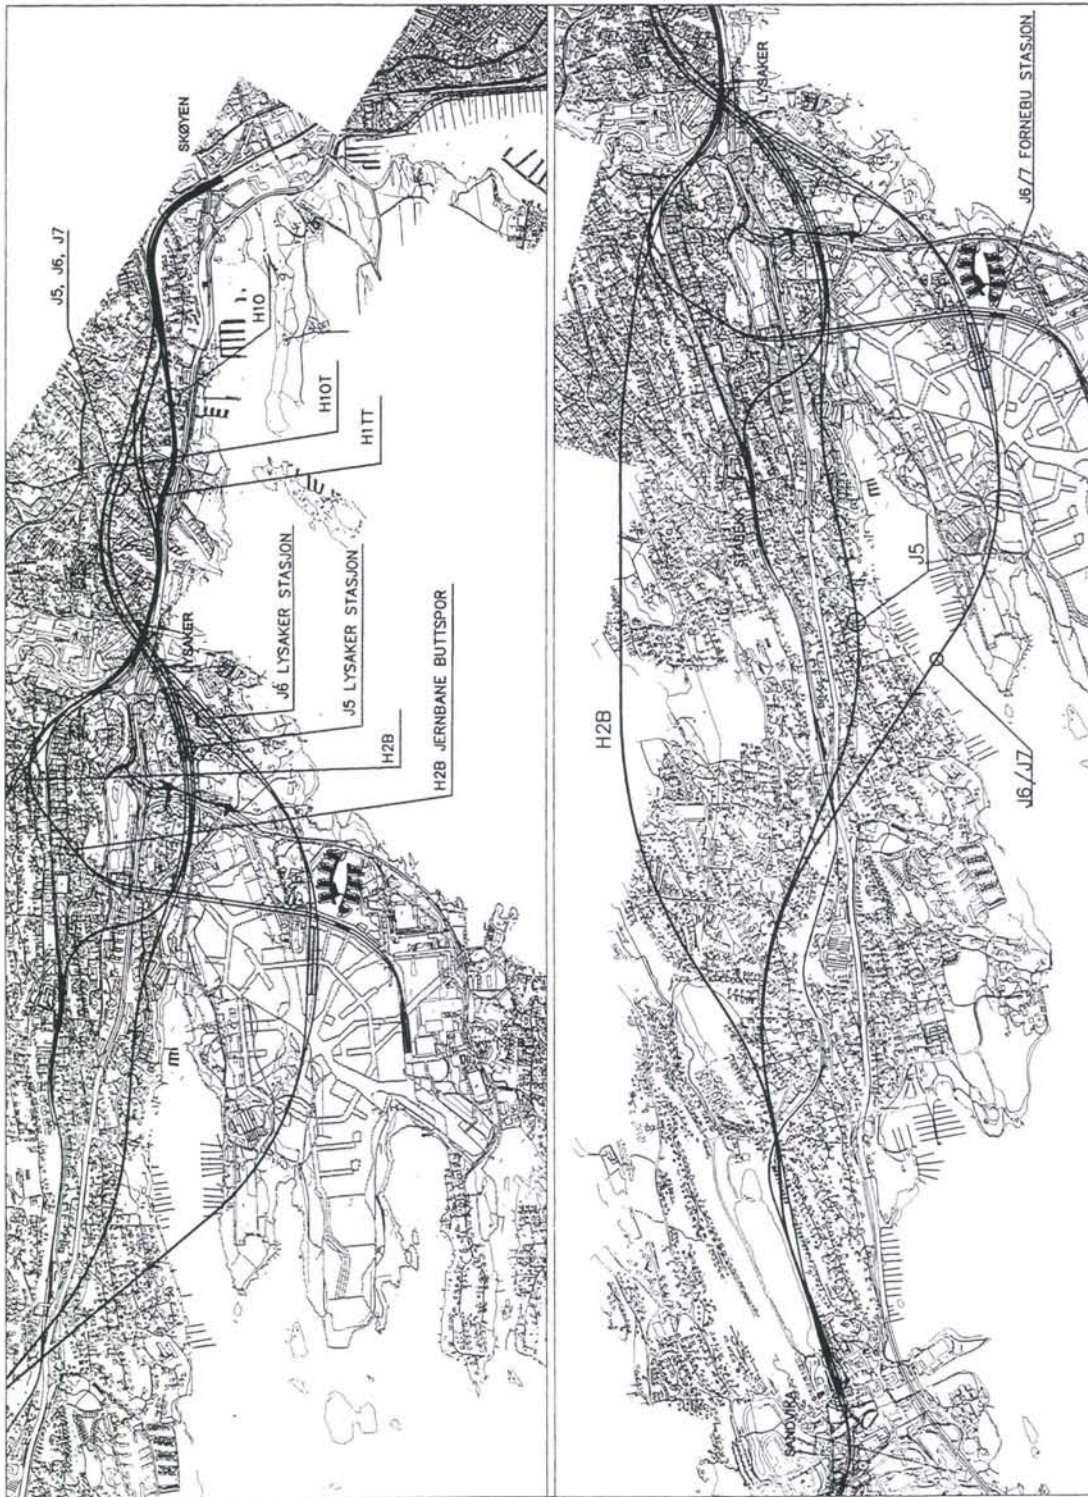 SKØYEN
J5, J6, J7
H10
H10T
H1TT
LYSAKER
J6 LYSAKER STASJON
J5 LYSAKER STASJON
H2B
H2B JERNBANE BUTTSPOR
LYSAKER
J6/7 FORNEBU STASJON
STABEKK
J5
H2B
J6/J7
SANDVIKA